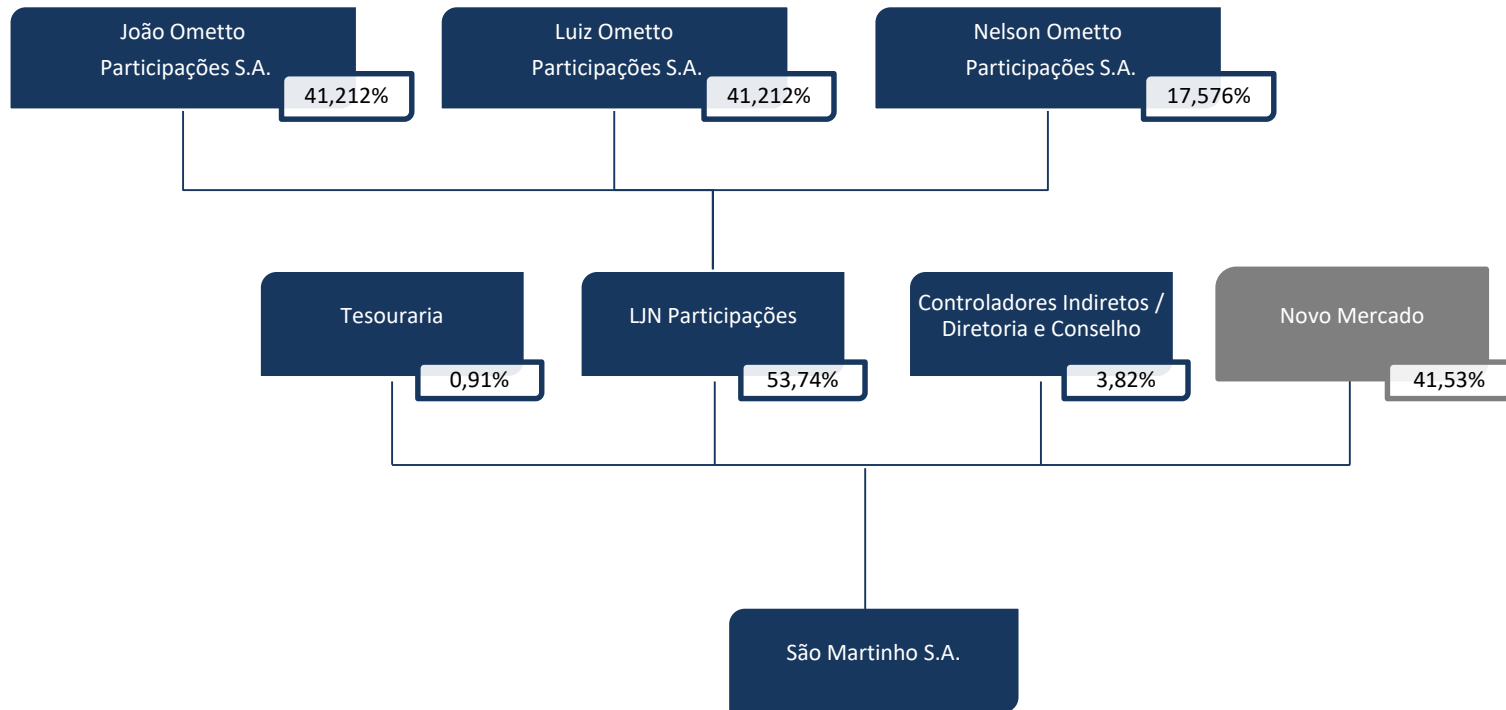 João Ometto
Participações S.A.
41,212%
Luiz Ometto
Participações S.A.
41,212%
Nelson Ometto
Participações S.A.
17,576%
Tesouraria
0,91%
LJN Participações
53,74%
Controladores Indiretos /
Diretoria e Conselho
3,82%
Novo Mercado
41,53%
São Martinho S.A.